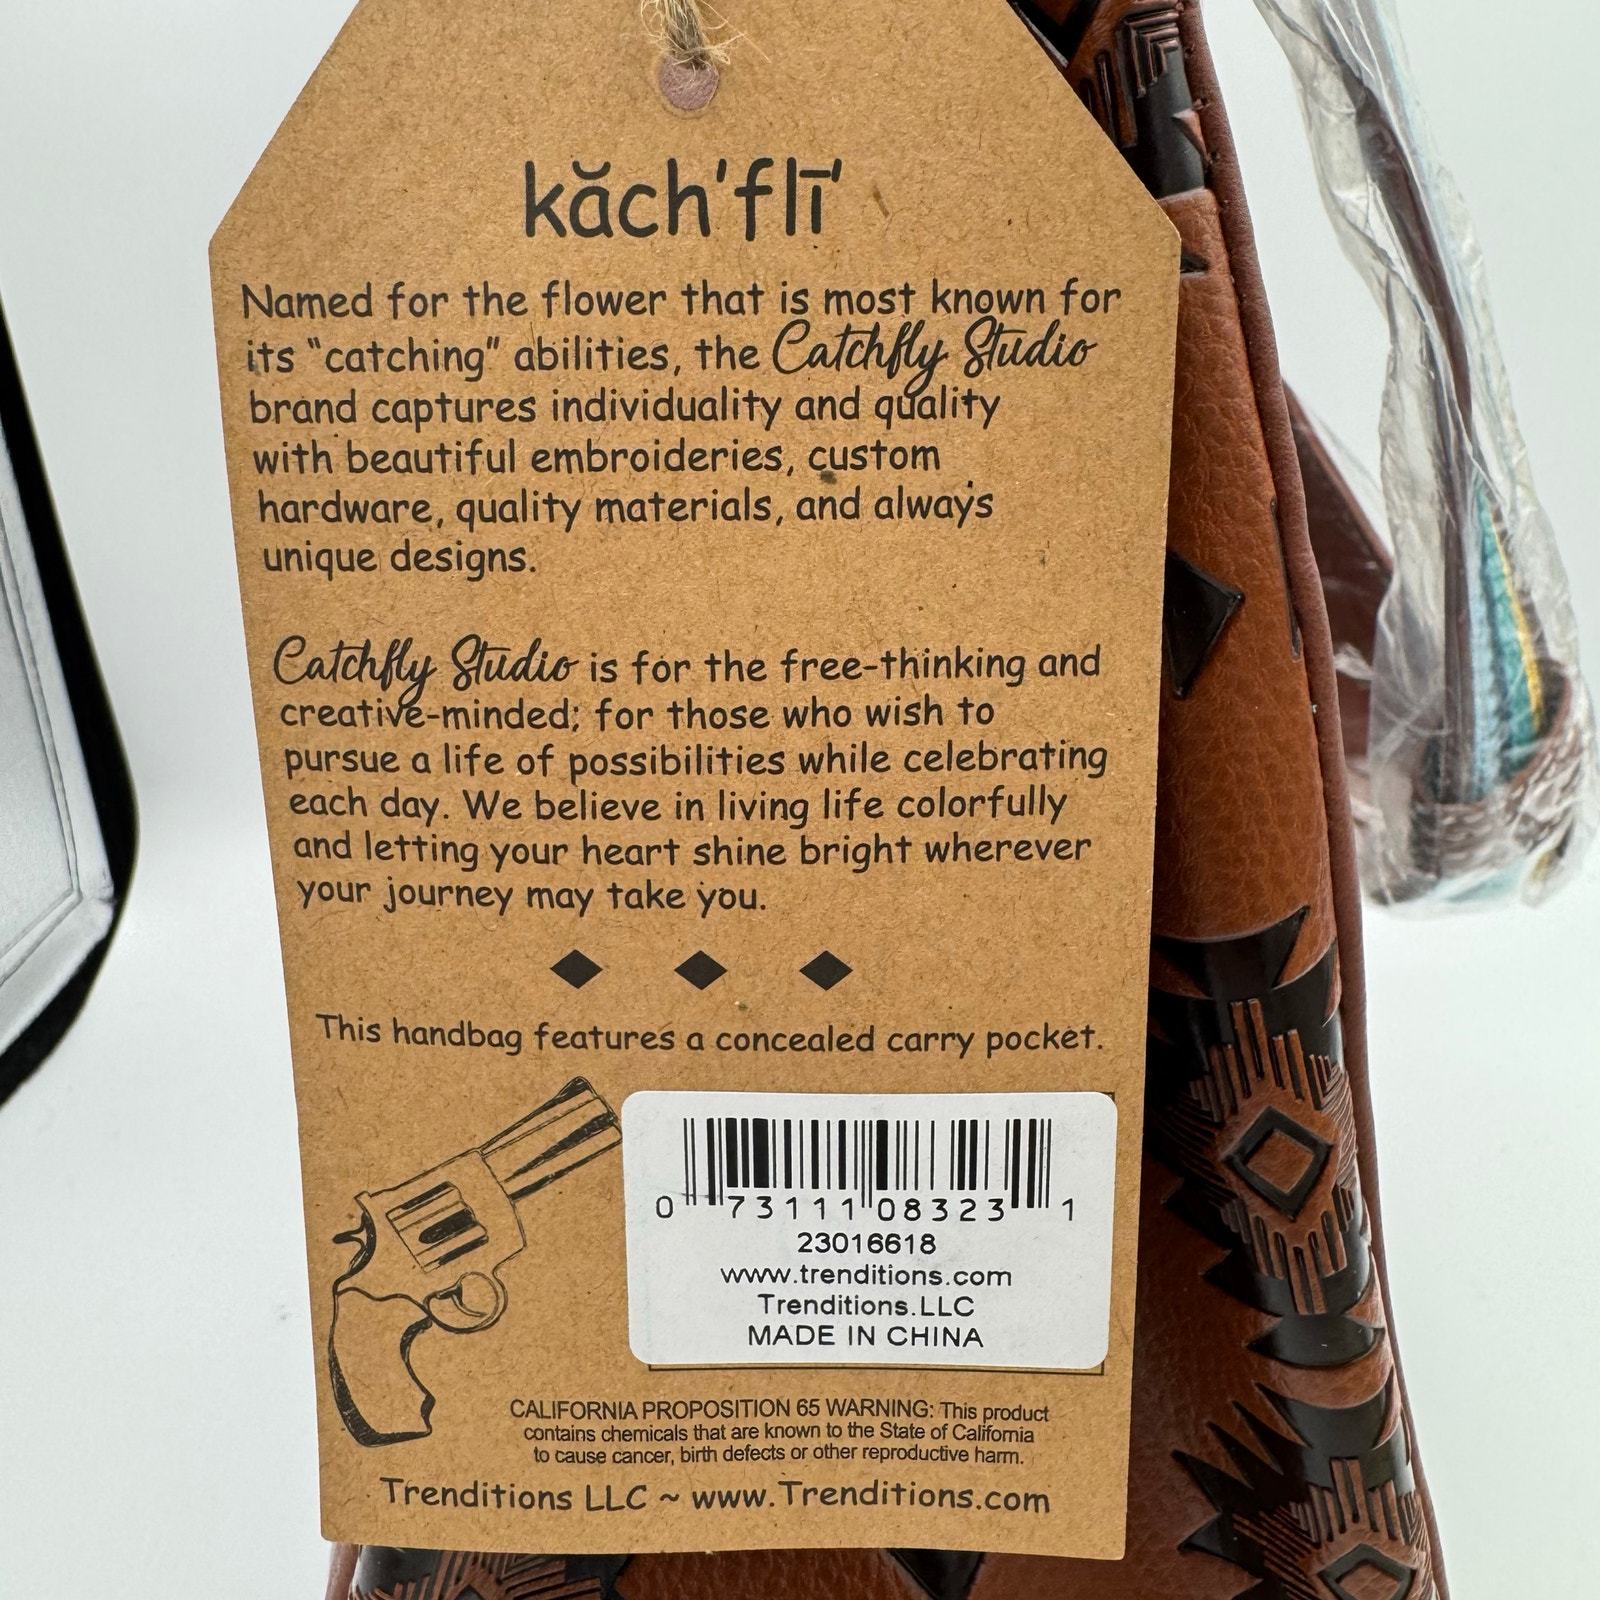 kăch'flī'
Named for the flower that is most known for
its “catching” abilities, the Catchfly Studio
brand captures individuality and quality
with beautiful embroideries, custom
hardware, quality materials, and always
unique designs.
Catchfly Studio is for the free-thinking and
creative-minded; for those who wish to
pursue a life of possibilities while celebrating
each day. We believe in living life colorfully
and letting your heart shine bright wherever
your journey may take you.
This handbag features a concealed carry pocket.
0 73111 08323 1
23016618
www.trenditions.com
Trenditions.LLC
MADE IN CHINA
CALIFORNIA PROPOSITION 65 WARNING: This product
contains chemicals that are known to the State of California
to cause cancer, birth defects or other reproductive harm.
Trenditions LLC ~ www.Trenditions.com